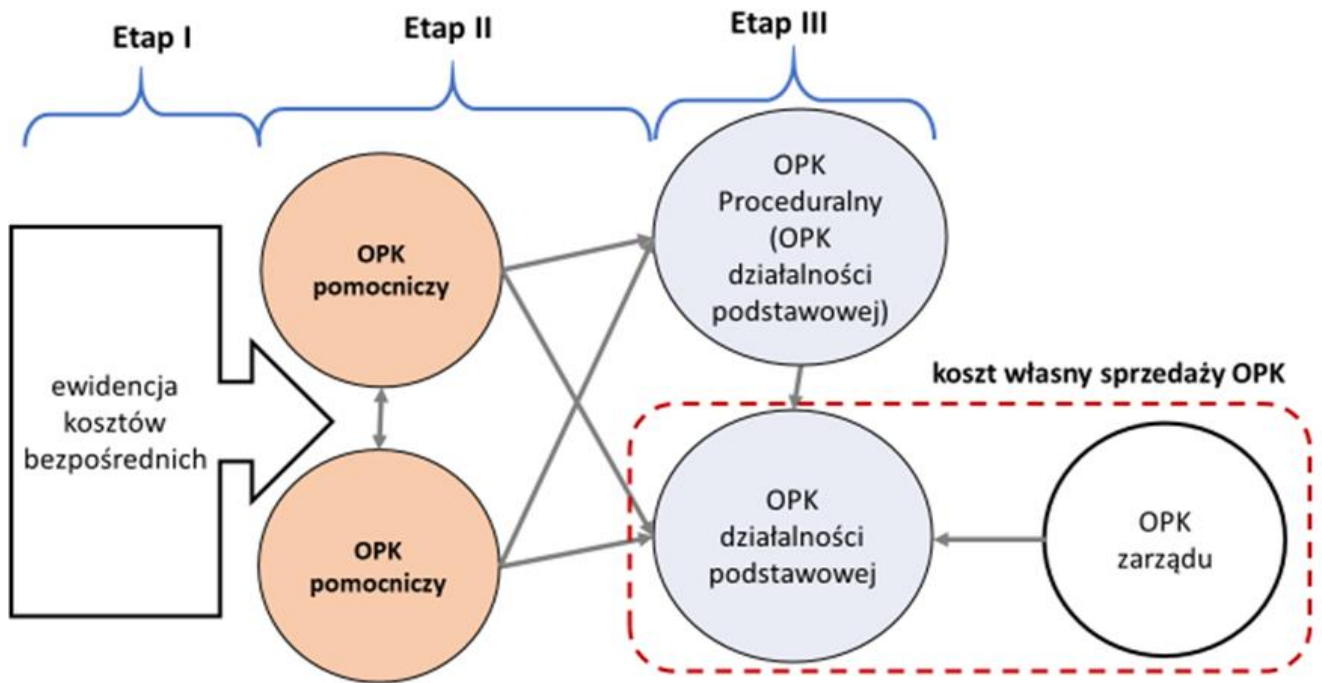 Etap I
Etap II
Etap III
ewidencja
kosztów
bezpośrednich
OPK
pomocniczy
OPK
pomocniczy
OPK
Proceduralny
(OPK
działalności
podstawowej)
koszt własny sprzedaży OPK
OPK
działalności
podstawowej
OPK
zarządu